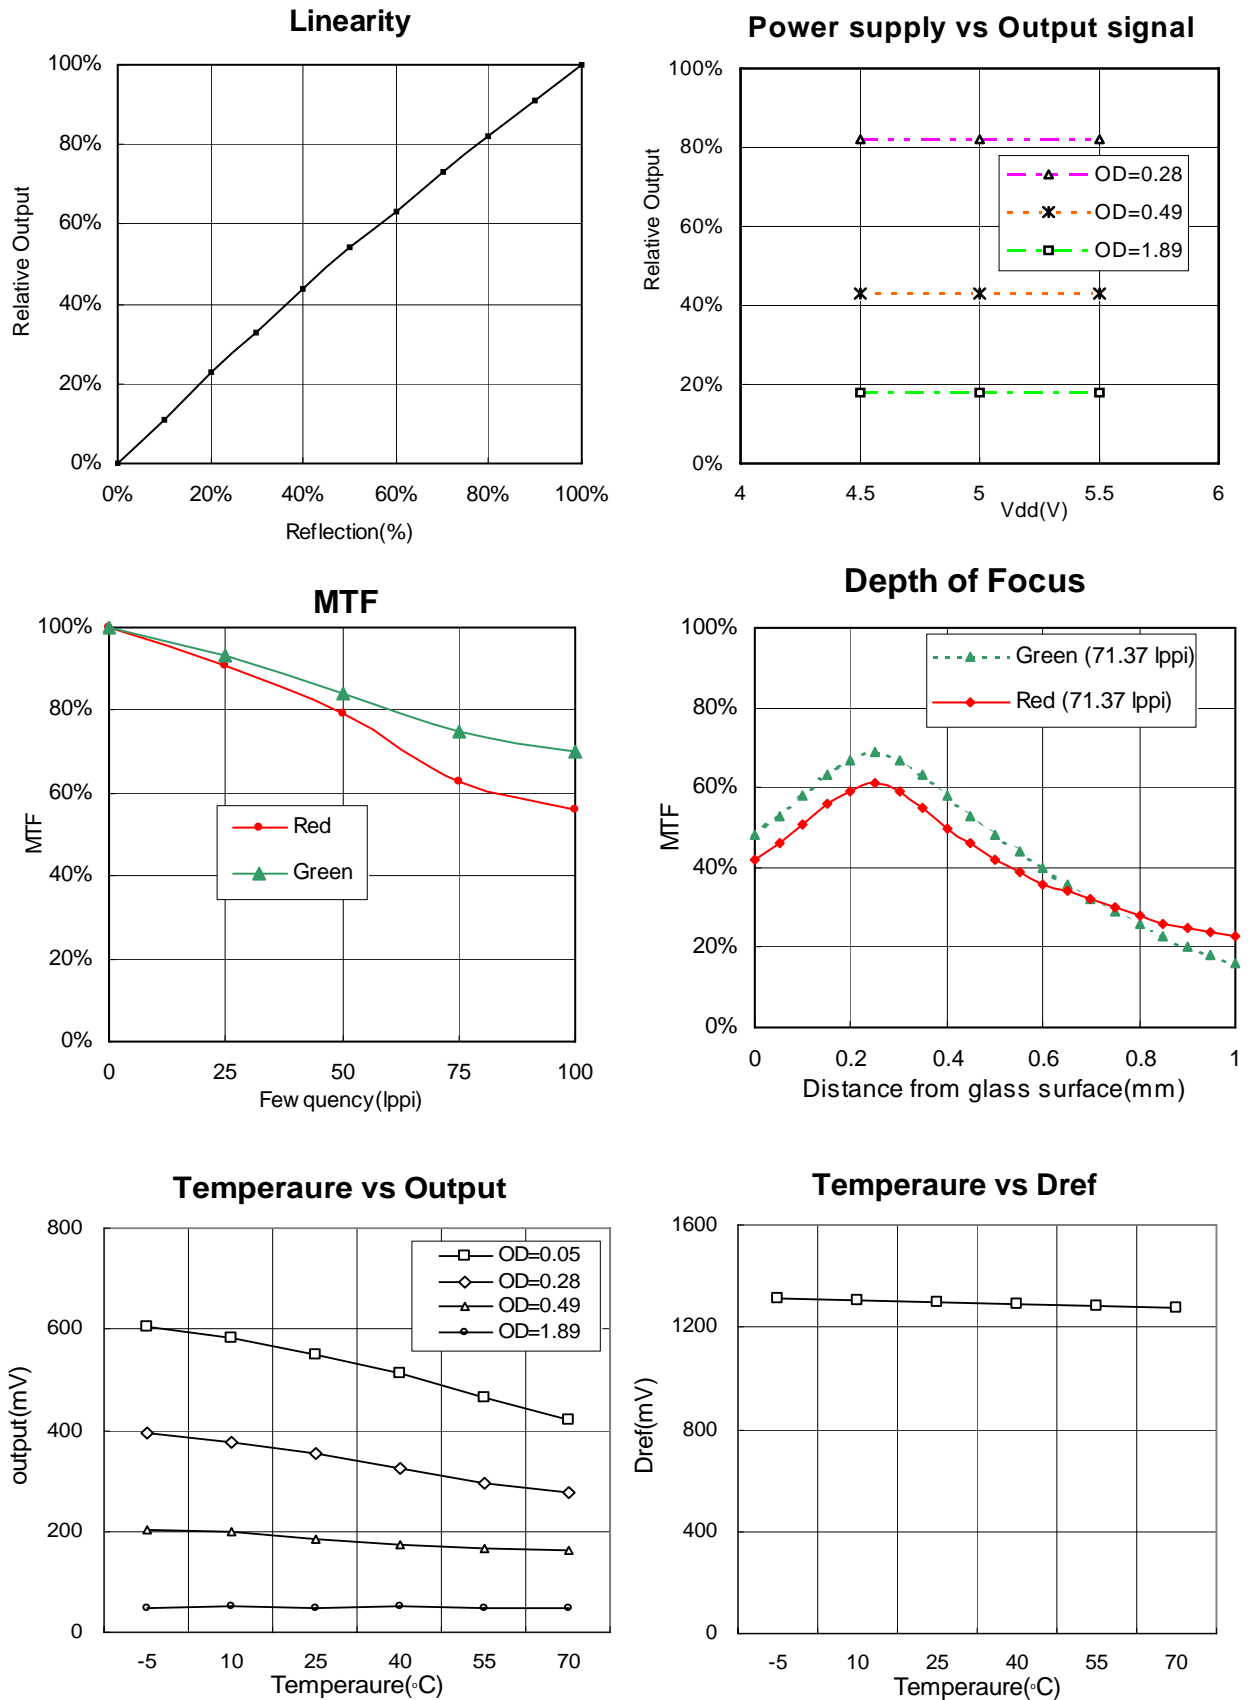 Linearity
100%
80%
60%
40%
20%
0%
Relative Output
0% 20% 40% 60% 80% 100%
Reflection(%)
Power supply vs Output signal
100%
80%
60%
40%
20%
0%
Relative Output
OD=0.28
OD=0.49
OD=1.89
4 4.5 5 5.5 6
Vdd(V)
MTF
100%
80%
60%
40%
20%
0%
MTF
Red
Green
0 25 50 75 100
Few quency(lppi)
Depth of Focus
100%
80%
60%
40%
20%
0%
MTF
Green (71.37 lppi)
Red (71.37 lppi)
0 0.2 0.4 0.6 0.8 1
Distance from glass surface(mm)
Temperaure vs Output
800
600
400
200
0
output(mV)
OD=0.05
OD=0.28
OD=0.49
OD=1.89
-5 10 25 40 55 70
Temperaure(◦C)
Temperaure vs Dref
1600
1200
800
400
0
Dref(mV)
-5 10 25 40 55 70
Temperaure(◦C)